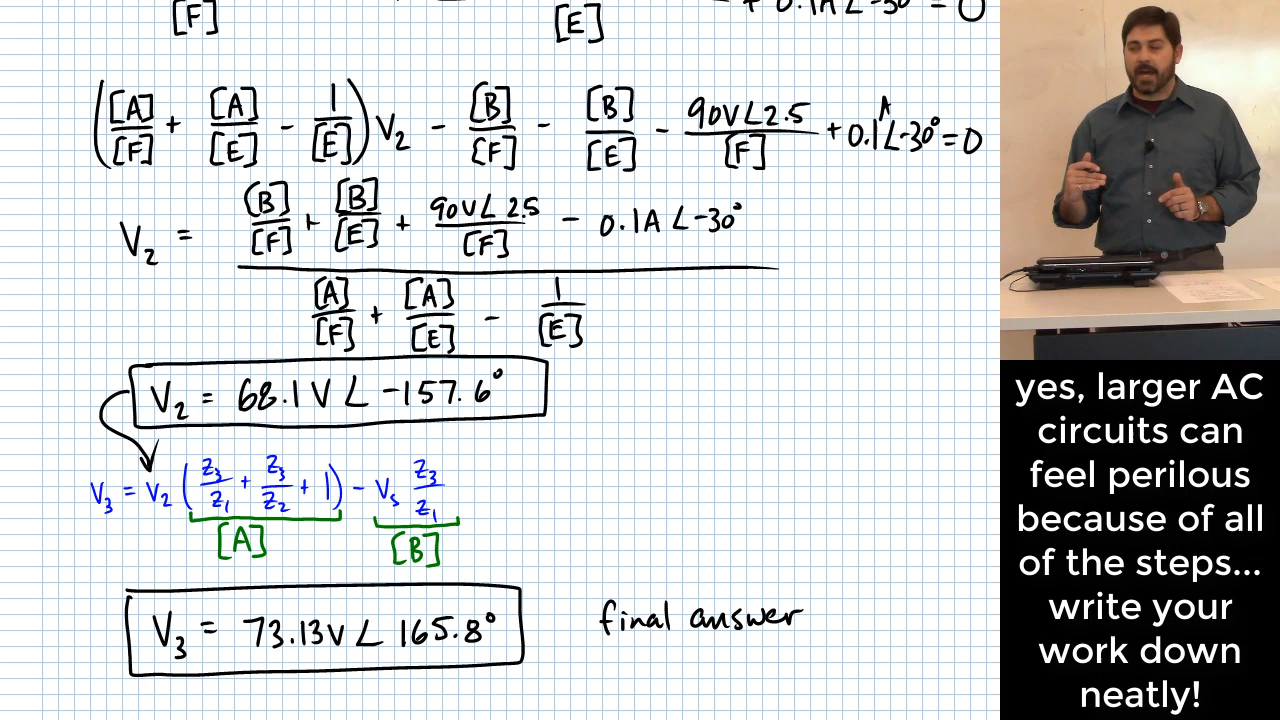 [F] [E] + 0.1A∠-30° = 0
([A]/[F] + [A]/[E] - 1/[E]) V₂ - [B]/[F] - [B]/[E] - 90V∠2.5/[F] + 0.1A∠-30° = 0
V₂ = ([B]/[F] + [B]/[E] + 90V∠2.5/[F] - 0.1A∠-30°) / ([A]/[F] + [A]/[E] - 1/[E])
V₂ = 68.1V∠-157.6°
V₃ = V₂ (Z₃/Z₁ + Z₃/Z₂ + 1) - Vₛ Z₃/Z₁
[A] [B]
V₃ = 73.13V∠165.8° final answer
yes, larger AC
circuits can
feel perilous
because of all
of the steps...
write your
work down
neatly!